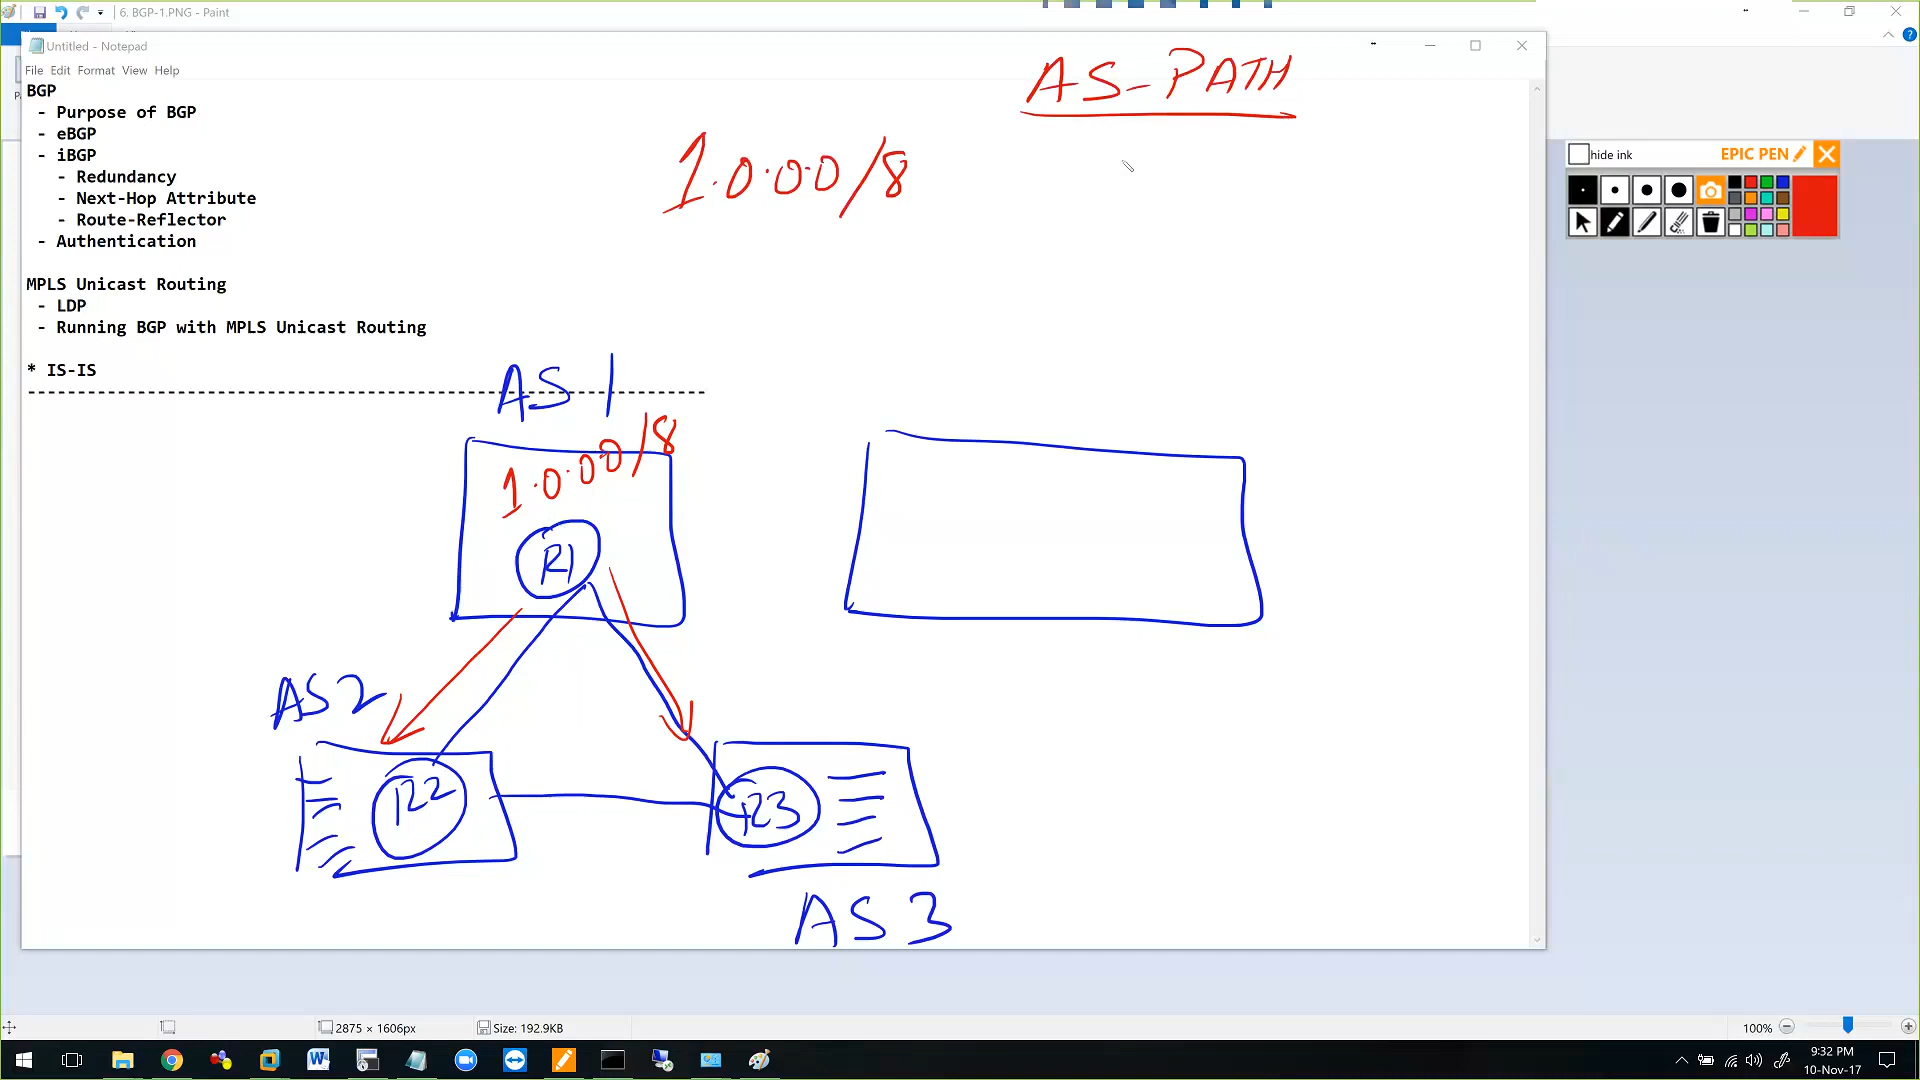 6. BGP-1.PNG - Paint
Untitled - Notepad
File Edit Format View Help
BGP
- Purpose of BGP
- eBGP
- iBGP
- Redundancy
- Next-Hop Attribute
- Route-Reflector
- Authentication
MPLS Unicast Routing
- LDP
- Running BGP with MPLS Unicast Routing
* IS-IS
--------------------------------------------------------------------
AS-PATH
1.0.0.0/8
hide ink
EPIC PEN
AS 1
1.0.0.0/8
R1
AS 2
R2
R3
AS 3
2875 × 1606px
Size: 192.9KB
100%
9:32 PM
10-Nov-17